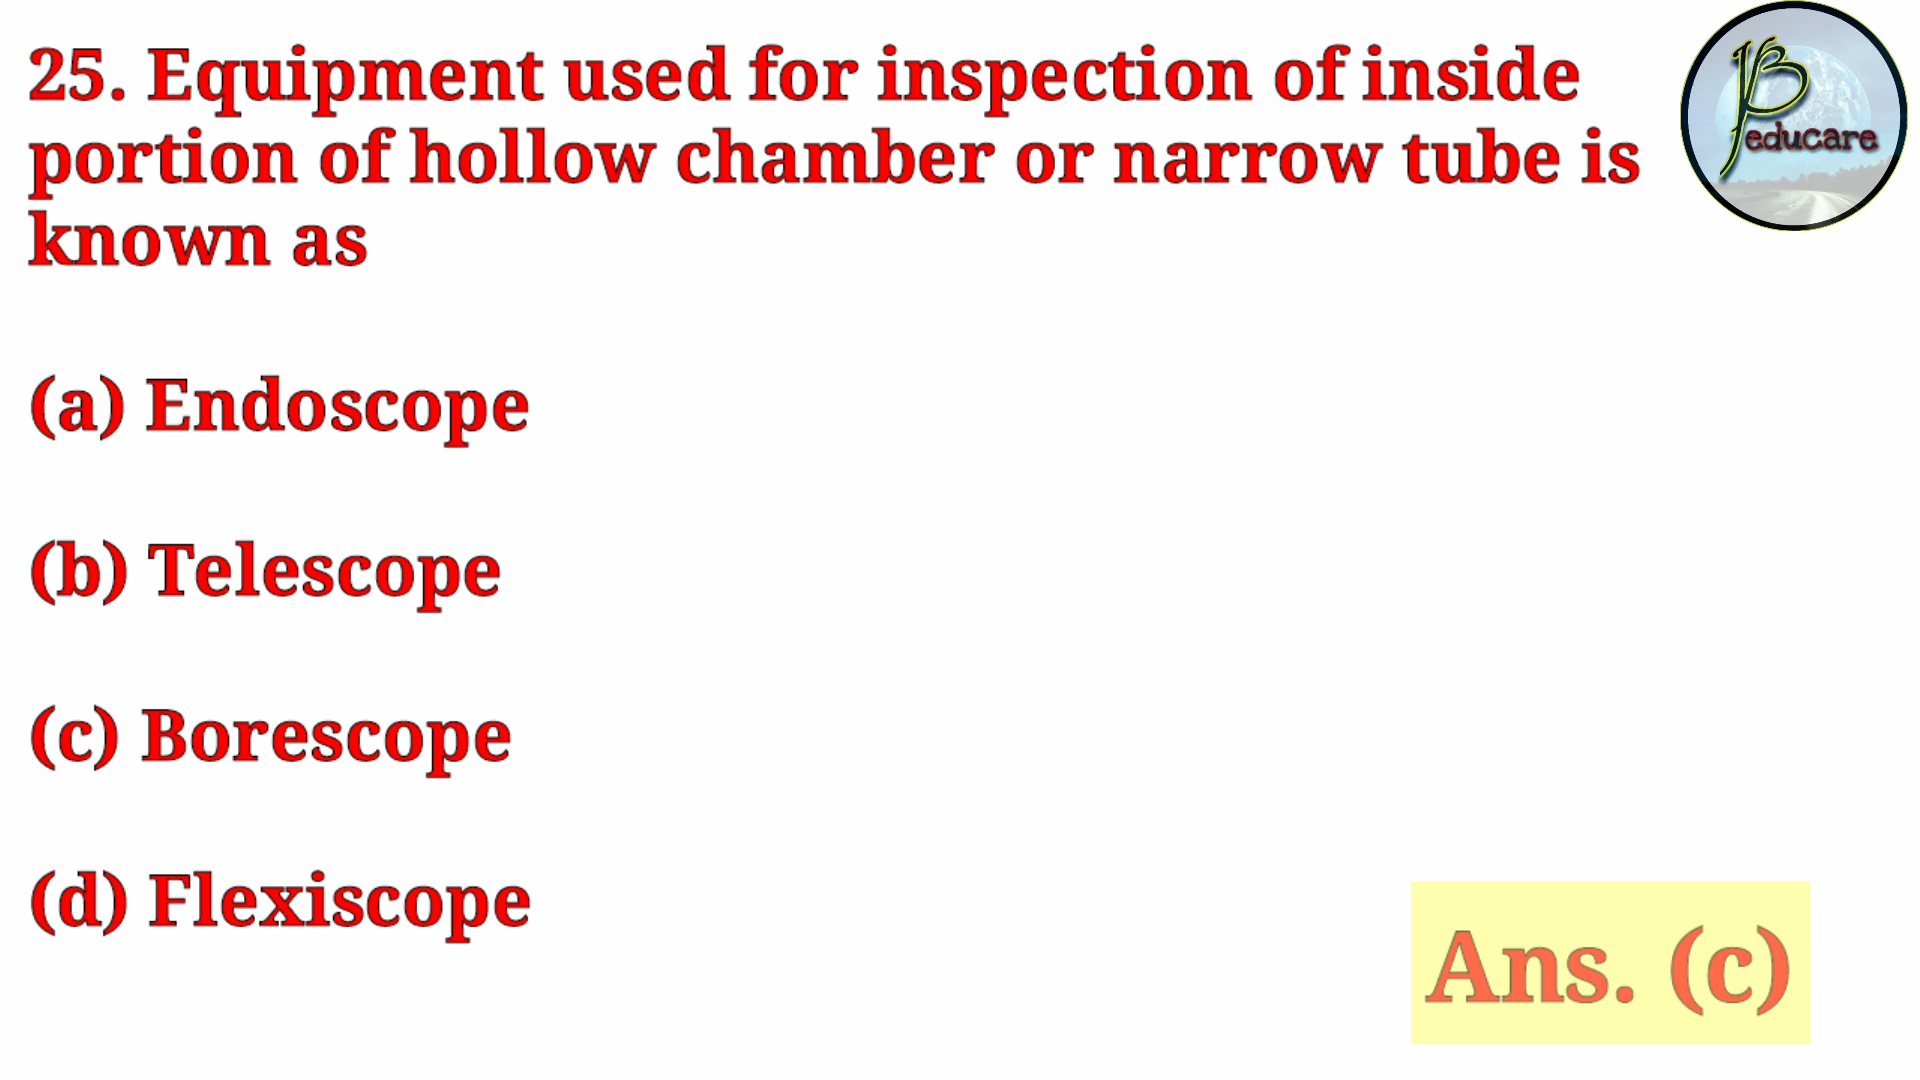 25. Equipment used for inspection of inside
portion of hollow chamber or narrow tube is
known as
(a) Endoscope
(b) Telescope
(c) Borescope
(d) Flexiscope
Ans. (c)
educare